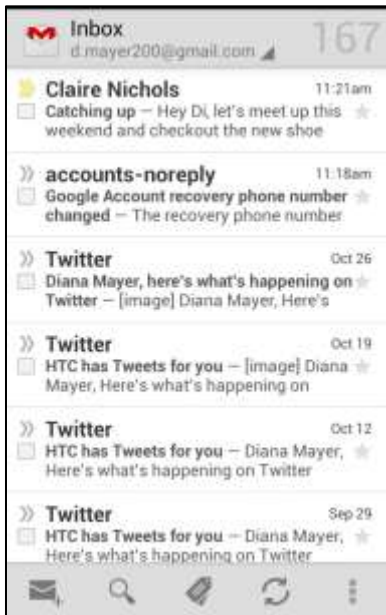 Inbox
167
d.mayer200@gmail.com
Claire Nichols 11:21am
Catching up – Hey Di, let's meet up this
weekend and checkout the new shoe
accounts-noreply 11:18am
Google Account recovery phone number
changed – The recovery phone number
Twitter Oct 26
Diana Mayer, here's what's happening on
Twitter – [image] Diana Mayer, Here's
Twitter Oct 19
HTC has Tweets for you – [image] Diana
Mayer, Here's what's happening on
Twitter Oct 12
HTC has Tweets for you – Diana Mayer,
Here's what's happening on Twitter
Twitter Sep 29
HTC has Tweets for you – Diana Mayer,
Here's what's happening on Twitter